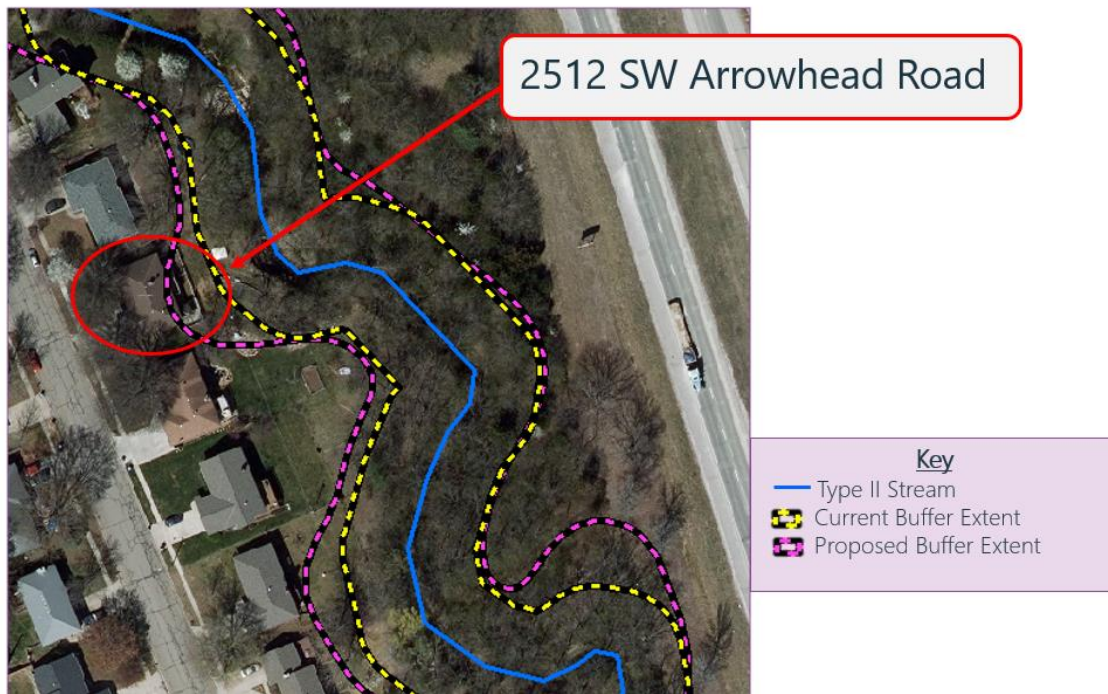 2512 SW Arrowhead Road
Key
Type II Stream
Current Buffer Extent
Proposed Buffer Extent